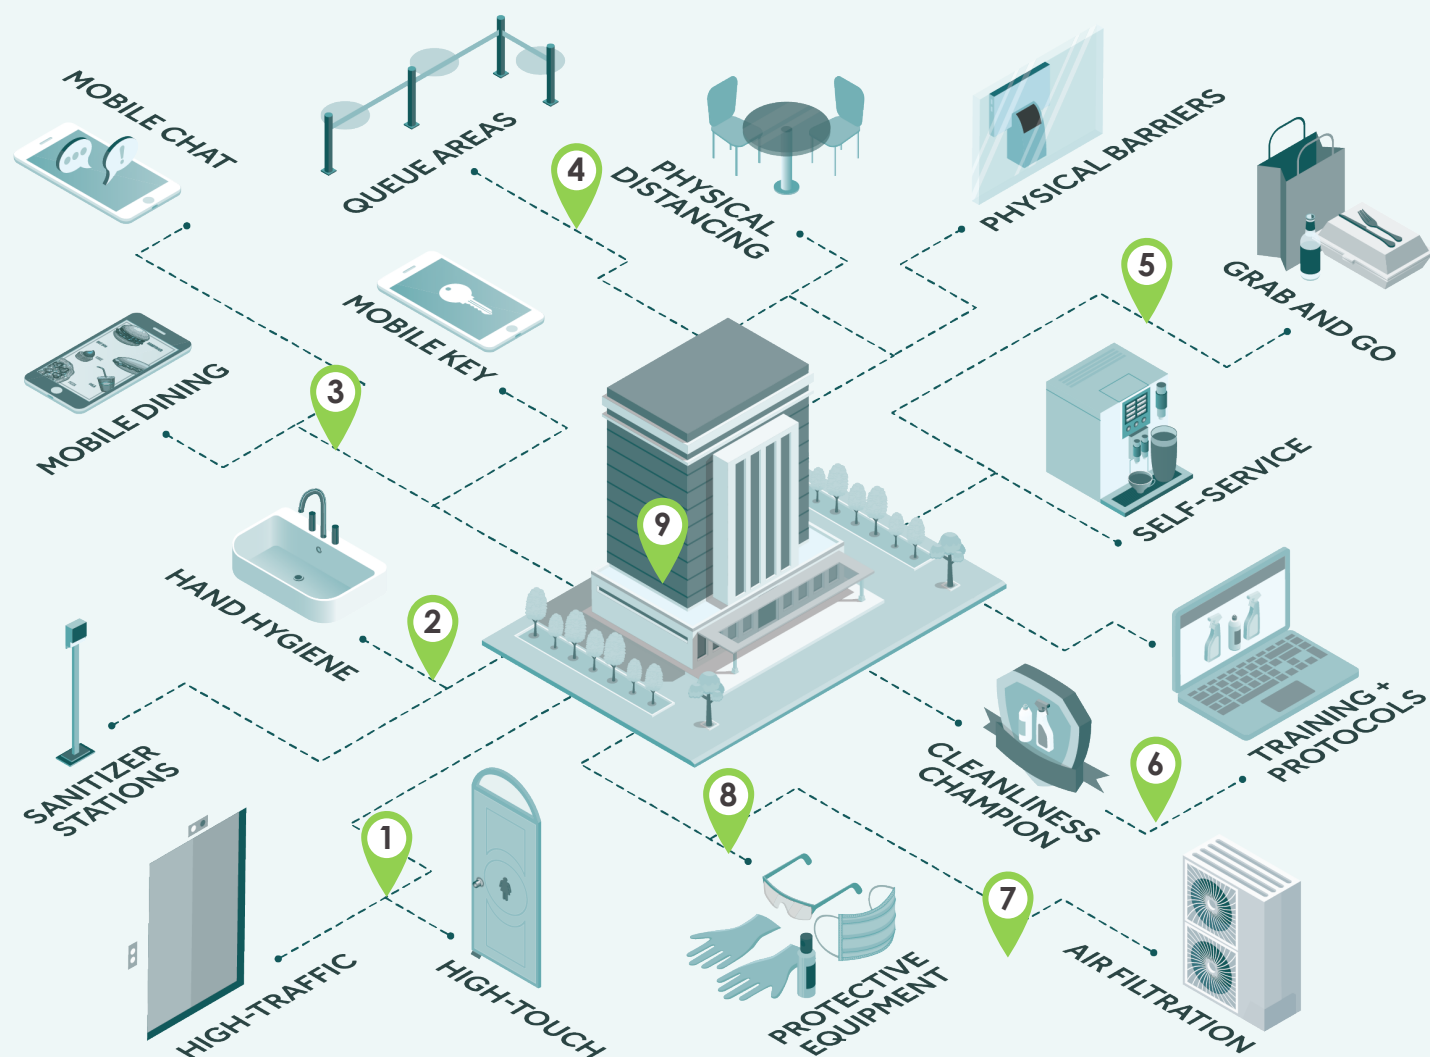 MOBILE CHAT
QUEUE AREAS
4
PHYSICAL
DISTANCING
PHYSICAL BARRIERS
5
GRAB AND GO
MOBILE KEY
MOBILE DINING
3
SELF-SERVICE
9
HAND HYGIENE
2
SANITIZER
STATIONS
CLEANLINESS
CHAMPION
6
TRAINING +
PROTOCOLS
8
1
7
HIGH-TRAFFIC
HIGH-TOUCH
PROTECTIVE
EQUIPMENT
AIR FILTRATION